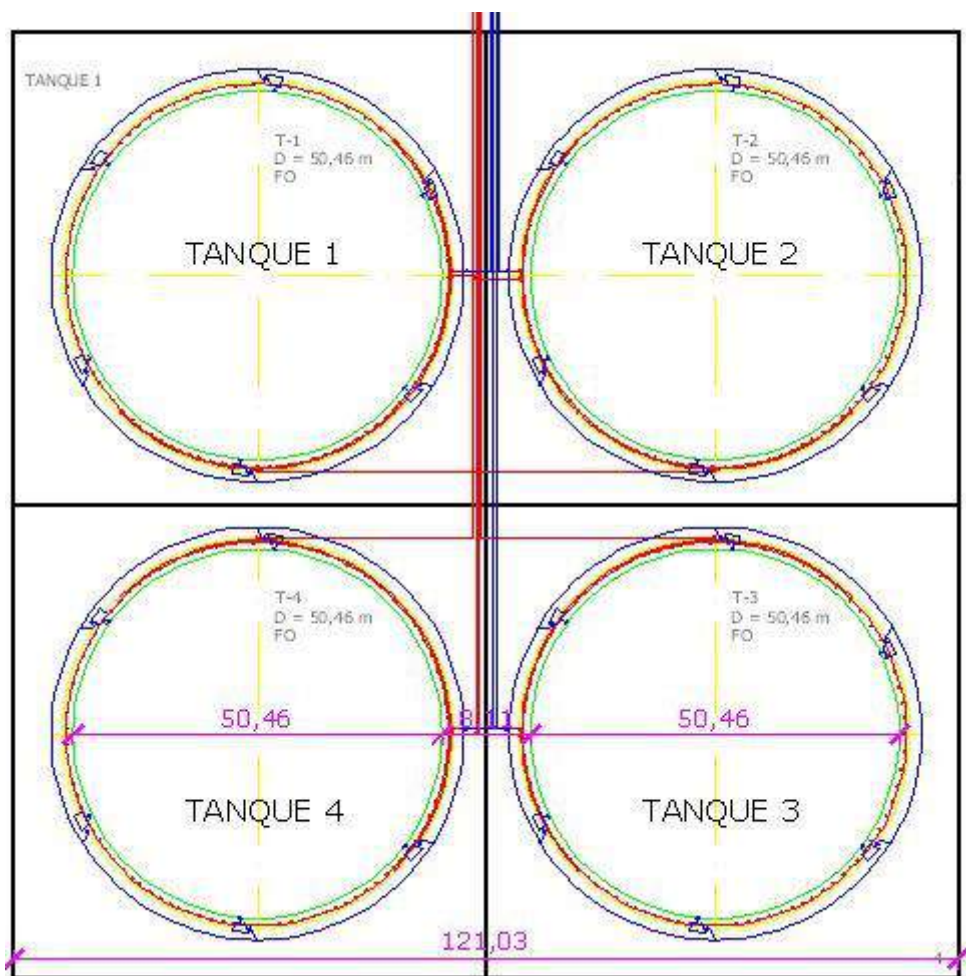 TANQUE 1
T-1
D = 50,46 m
FO
TANQUE 1
T-2
D = 50,46 m
FO
TANQUE 2
T-4
D = 50,46 m
FO
50,46
TANQUE 4
T-3
D = 50,46 m
FO
50,46
TANQUE 3
121,03